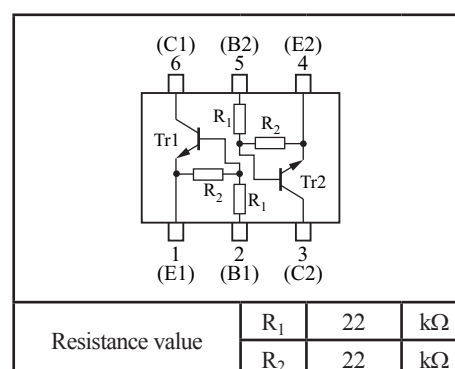 (C1) (B2) (E2)
6 5 4
R1 R2
Tr1
Tr2
R2 R1
1 2 3
(E1) (B1) (C2)
Resistance value R1 22 kΩ
R2 22 kΩ